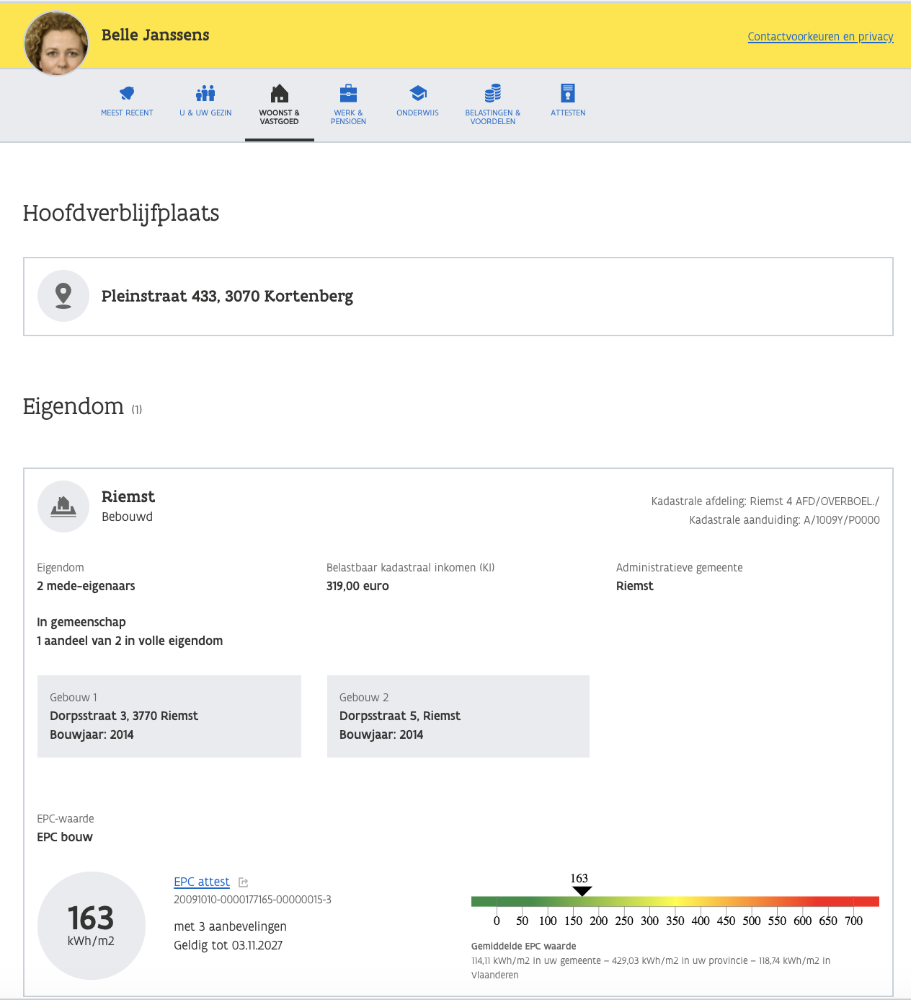 Belle Janssens
Contactvoorkeuren en privacy
MEEST RECENT
U & UW GEZIN
WOONST &
VASTGOED
WERK &
PENSIOEN
ONDERWIJS
BELASTINGEN &
VOORDELEN
ATTESTEN
Hoofdverblijfplaats
Pleinstraat 433, 3070 Kortenberg
Eigendom (1)
Riemst
Bebouwd
Kadastrale afdeling: Riemst 4 AFD/OVERBOEL./
Kadastrale aanduiding: A/1009Y/P0000
Eigendom
2 mede-eigenaars
Belastbaar kadastraal inkomen (KI)
319,00 euro
Administratieve gemeente
Riemst
In gemeenschap
1 aandeel van 2 in volle eigendom
Gebouw 1
Dorpsstraat 3, 3770 Riemst
Bouwjaar: 2014
Gebouw 2
Dorpsstraat 5, Riemst
Bouwjaar: 2014
EPC-waarde
EPC bouw
163
kWh/m2
EPC attest
20091010-0000177165-00000015-3
met 3 aanbevelingen
Geldig tot 03.11.2027
163
0 50 100 150 200 250 300 350 400 450 500 550 600 650 700
Gemiddelde EPC waarde
114,11 kWh/m2 in uw gemeente – 429,03 kWh/m2 in uw provincie – 118,74 kWh/m2 in
Vlaanderen